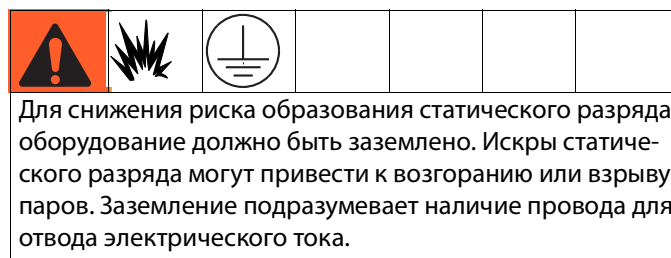 Для снижения риска образования статического разряда
оборудование должно быть заземлено. Искры статиче-
ского разряда могут привести к возгоранию или взрыву
паров. Заземление подразумевает наличие провода для
отвода электрического тока.